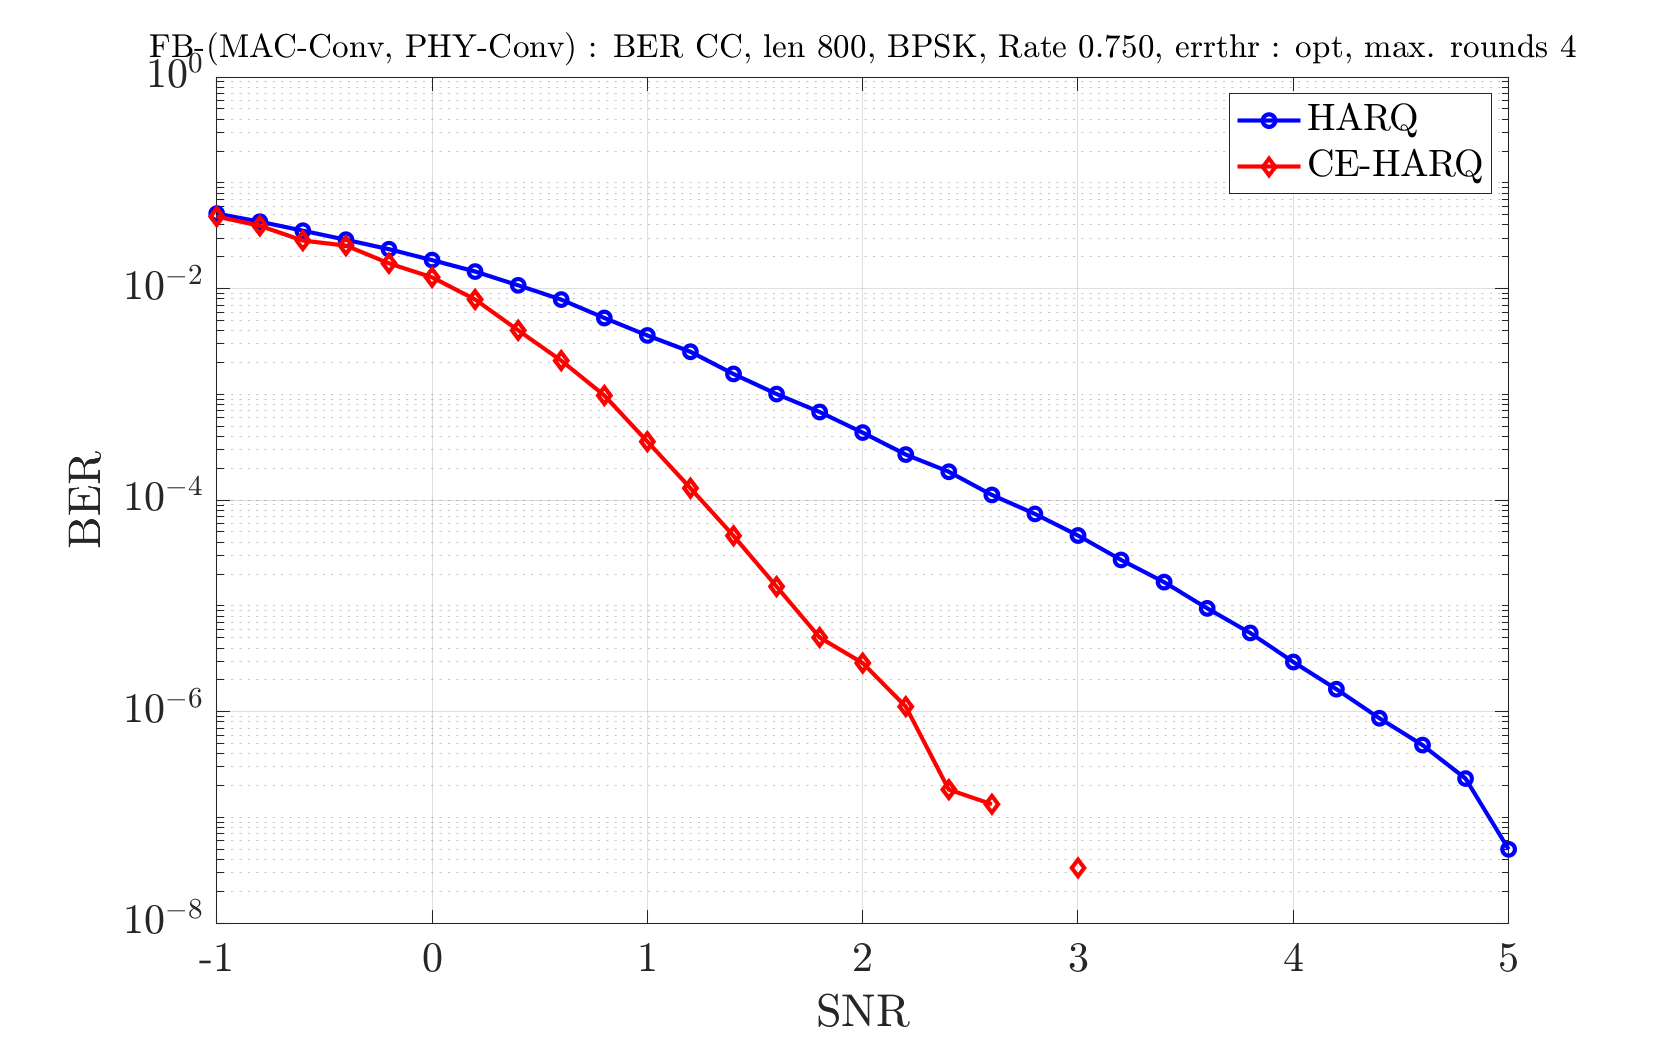 FB-(MAC-Conv, PHY-Conv) : BER CC, len 800, BPSK, Rate 0.750, errthr : opt, max. rounds 4
10^0
HARQ
CE-HARQ
10^{-2}
BER
10^{-4}
10^{-6}
10^{-8}
-1 0 1 2 3 4 5
SNR